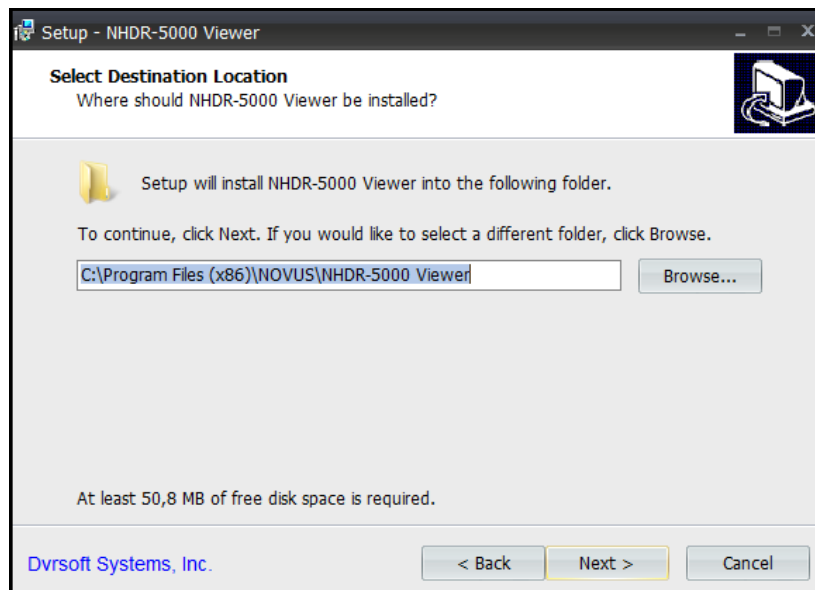 Setup - NHDR-5000 Viewer
Select Destination Location
Where should NHDR-5000 Viewer be installed?
Setup will install NHDR-5000 Viewer into the following folder.
To continue, click Next. If you would like to select a different folder, click Browse.
C:\Program Files (x86)\NOVUS\NHDR-5000 Viewer
Browse...
At least 50,8 MB of free disk space is required.
Dvrsoft Systems, Inc.
< Back
Next >
Cancel